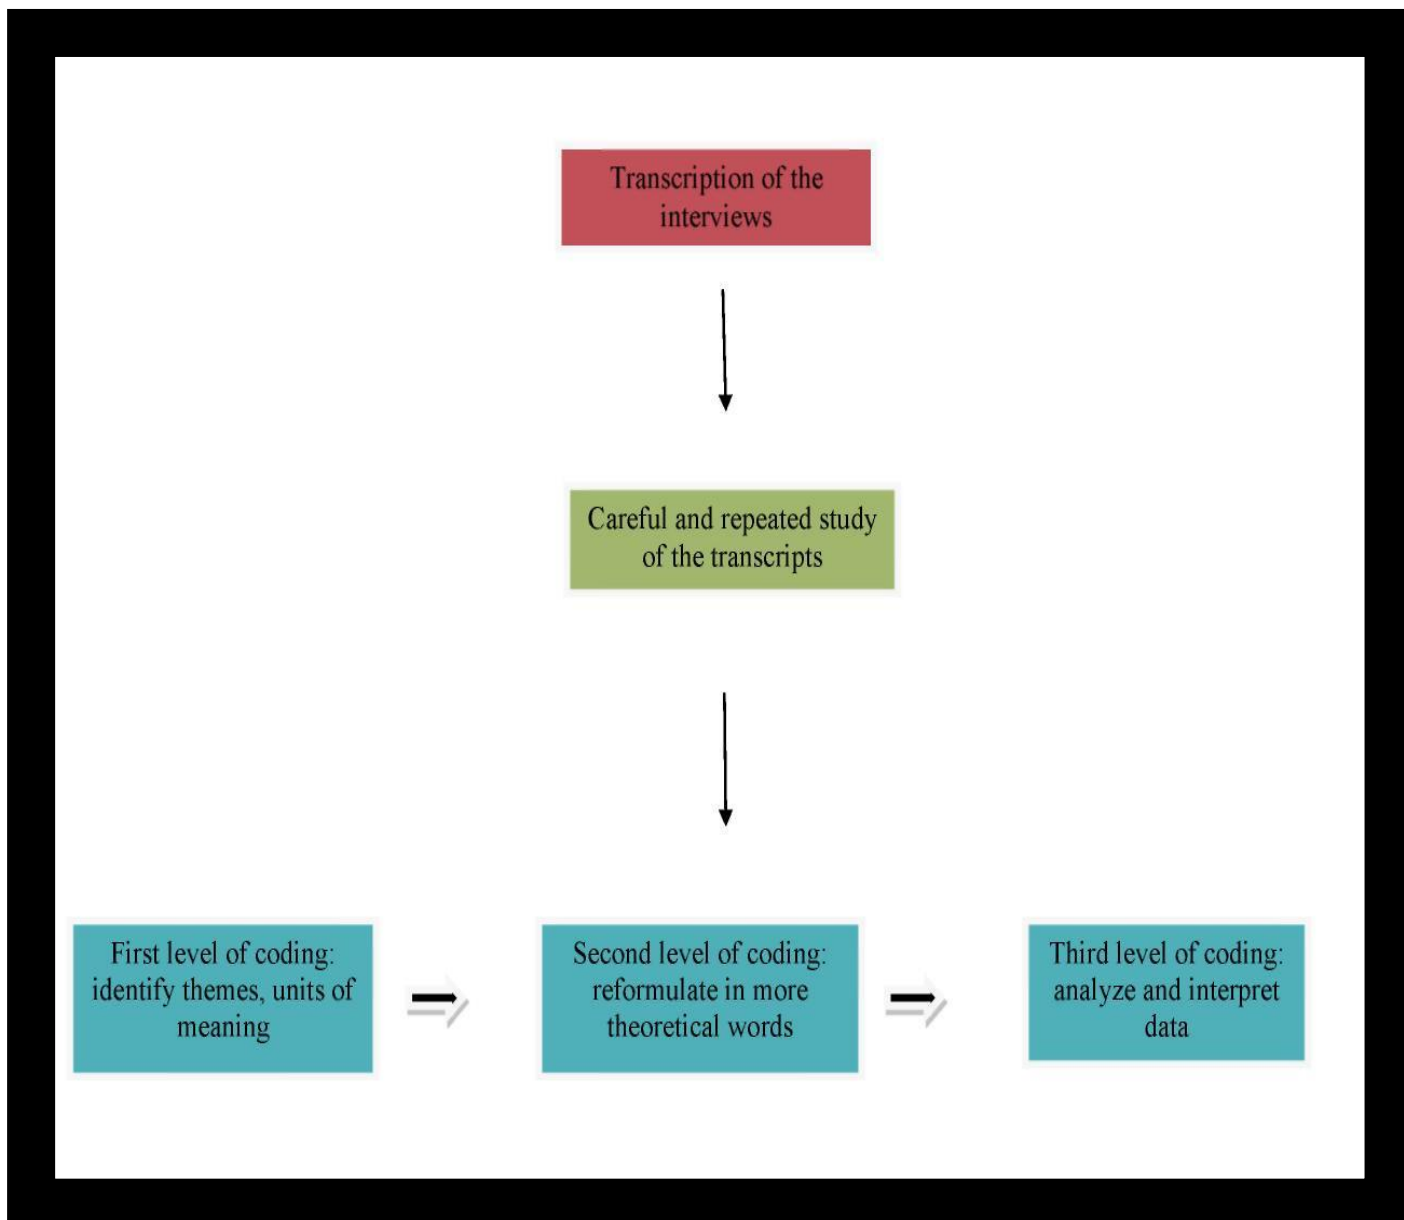 Transcription of the
interviews
Careful and repeated study
of the transcripts
First level of coding:
identify themes, units of
meaning
Second level of coding:
reformulate in more
theoretical words
Third level of coding:
analyze and interpret
data